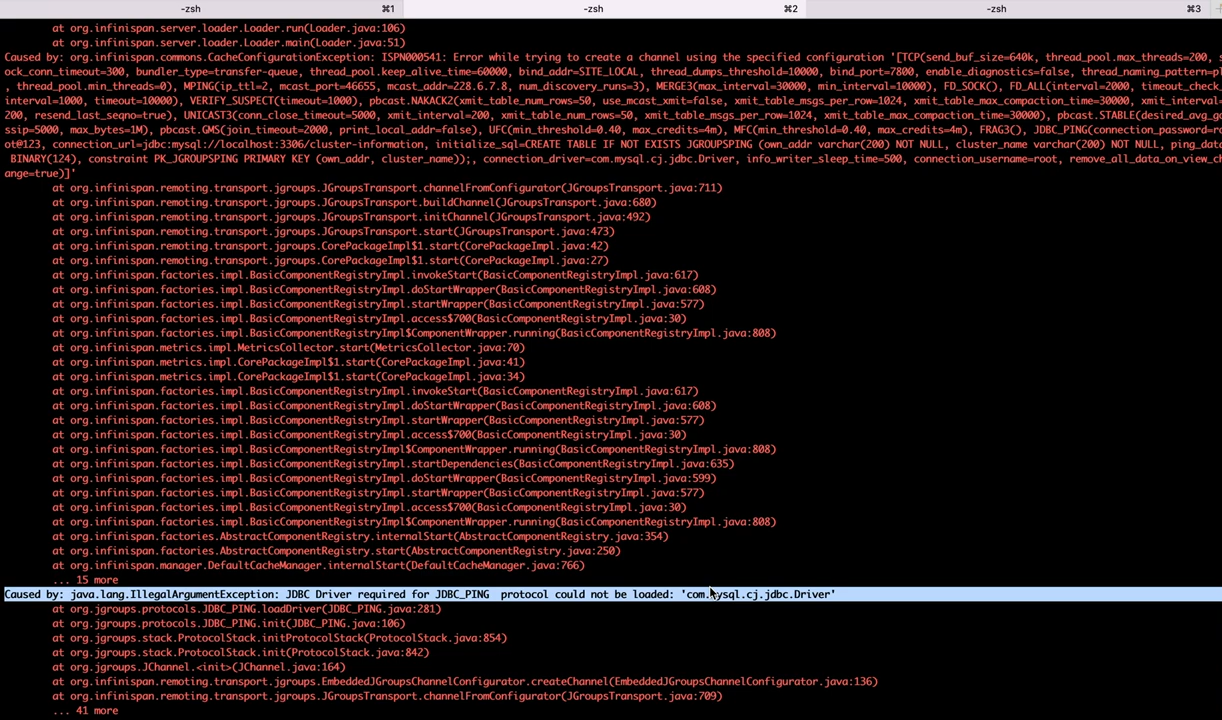 -zsh ⌘1 -zsh ⌘2 -zsh ⌘3
at org.infinispan.server.loader.Loader.run(Loader.java:106)
at org.infinispan.server.loader.Loader.main(Loader.java:51)
Caused by: org.infinispan.commons.CacheConfigurationException: ISPN000541: Error while trying to create a channel using the specified configuration '[TCP(send_buf_size=640k, thread_pool.max_threads=200, s
ock_conn_timeout=300, bundler_type=transfer-queue, thread_pool.keep_alive_time=60000, bind_addr=SITE_LOCAL, thread_dumps_threshold=10000, bind_port=7800, enable_diagnostics=false, thread_naming_pattern=pl
, thread_pool.min_threads=0), MPING(ip_ttl=2, mcast_port=46655, mcast_addr=228.6.7.8, num_discovery_runs=3), MERGE3(max_interval=30000, min_interval=10000), FD_SOCK(), FD_ALL(interval=2000, timeout_check_
interval=1000, timeout=10000), VERIFY_SUSPECT(timeout=1000), pbcast.NAKACK2(xmit_table_num_rows=50, use_mcast_xmit=false, xmit_table_msgs_per_row=1024, xmit_table_max_compaction_time=30000, xmit_interval=
200, resend_last_seqno=true), UNICAST3(conn_close_timeout=5000, xmit_interval=200, xmit_table_num_rows=50, xmit_table_msgs_per_row=1024, xmit_table_max_compaction_time=30000), pbcast.STABLE(desired_avg_go
ssip=5000, max_bytes=1M), pbcast.GMS(join_timeout=2000, print_local_addr=false), UFC(min_threshold=0.40, max_credits=4m), MFC(min_threshold=0.40, max_credits=4m), FRAG3(), JDBC_PING(connection_password=ro
ot@123, connection_url=jdbc:mysql://localhost:3306/cluster-information, initialize_sql=CREATE TABLE IF NOT EXISTS JGROUPSPING (own_addr varchar(200) NOT NULL, cluster_name varchar(200) NOT NULL, ping_data
BINARY(124), constraint PK_JGROUPSPING PRIMARY KEY (own_addr, cluster_name));, connection_driver=com.mysql.cj.jdbc.Driver, info_writer_sleep_time=500, connection_username=root, remove_all_data_on_view_ch
ange=true)]'
at org.infinispan.remoting.transport.jgroups.JGroupsTransport.channelFromConfigurator(JGroupsTransport.java:711)
at org.infinispan.remoting.transport.jgroups.JGroupsTransport.buildChannel(JGroupsTransport.java:680)
at org.infinispan.remoting.transport.jgroups.JGroupsTransport.initChannel(JGroupsTransport.java:492)
at org.infinispan.remoting.transport.jgroups.JGroupsTransport.start(JGroupsTransport.java:473)
at org.infinispan.remoting.transport.jgroups.CorePackageImpl$1.start(CorePackageImpl.java:42)
at org.infinispan.remoting.transport.jgroups.CorePackageImpl$1.start(CorePackageImpl.java:27)
at org.infinispan.factories.impl.BasicComponentRegistryImpl.invokeStart(BasicComponentRegistryImpl.java:617)
at org.infinispan.factories.impl.BasicComponentRegistryImpl.doStartWrapper(BasicComponentRegistryImpl.java:608)
at org.infinispan.factories.impl.BasicComponentRegistryImpl.startWrapper(BasicComponentRegistryImpl.java:577)
at org.infinispan.factories.impl.BasicComponentRegistryImpl.access$700(BasicComponentRegistryImpl.java:30)
at org.infinispan.factories.impl.BasicComponentRegistryImpl$ComponentWrapper.running(BasicComponentRegistryImpl.java:808)
at org.infinispan.metrics.impl.MetricsCollector.start(MetricsCollector.java:70)
at org.infinispan.metrics.impl.CorePackageImpl$1.start(CorePackageImpl.java:41)
at org.infinispan.metrics.impl.CorePackageImpl$1.start(CorePackageImpl.java:34)
at org.infinispan.factories.impl.BasicComponentRegistryImpl.invokeStart(BasicComponentRegistryImpl.java:617)
at org.infinispan.factories.impl.BasicComponentRegistryImpl.doStartWrapper(BasicComponentRegistryImpl.java:608)
at org.infinispan.factories.impl.BasicComponentRegistryImpl.startWrapper(BasicComponentRegistryImpl.java:577)
at org.infinispan.factories.impl.BasicComponentRegistryImpl.access$700(BasicComponentRegistryImpl.java:30)
at org.infinispan.factories.impl.BasicComponentRegistryImpl$ComponentWrapper.running(BasicComponentRegistryImpl.java:808)
at org.infinispan.factories.impl.BasicComponentRegistryImpl.startDependencies(BasicComponentRegistryImpl.java:635)
at org.infinispan.factories.impl.BasicComponentRegistryImpl.doStartWrapper(BasicComponentRegistryImpl.java:599)
at org.infinispan.factories.impl.BasicComponentRegistryImpl.startWrapper(BasicComponentRegistryImpl.java:577)
at org.infinispan.factories.impl.BasicComponentRegistryImpl.access$700(BasicComponentRegistryImpl.java:30)
at org.infinispan.factories.impl.BasicComponentRegistryImpl$ComponentWrapper.running(BasicComponentRegistryImpl.java:808)
at org.infinispan.factories.AbstractComponentRegistry.internalStart(AbstractComponentRegistry.java:354)
at org.infinispan.factories.AbstractComponentRegistry.start(AbstractComponentRegistry.java:250)
at org.infinispan.manager.DefaultCacheManager.internalStart(DefaultCacheManager.java:766)
... 15 more
Caused by: java.lang.IllegalArgumentException: JDBC Driver required for JDBC_PING  protocol could not be loaded: 'com.mysql.cj.jdbc.Driver'
at org.jgroups.protocols.JDBC_PING.loadDriver(JDBC_PING.java:281)
at org.jgroups.protocols.JDBC_PING.init(JDBC_PING.java:106)
at org.jgroups.stack.ProtocolStack.initProtocolStack(ProtocolStack.java:854)
at org.jgroups.stack.ProtocolStack.init(ProtocolStack.java:842)
at org.jgroups.JChannel.<init>(JChannel.java:164)
at org.infinispan.remoting.transport.jgroups.EmbeddedJGroupsChannelConfigurator.createChannel(EmbeddedJGroupsChannelConfigurator.java:136)
at org.infinispan.remoting.transport.jgroups.JGroupsTransport.channelFromConfigurator(JGroupsTransport.java:709)
... 41 more